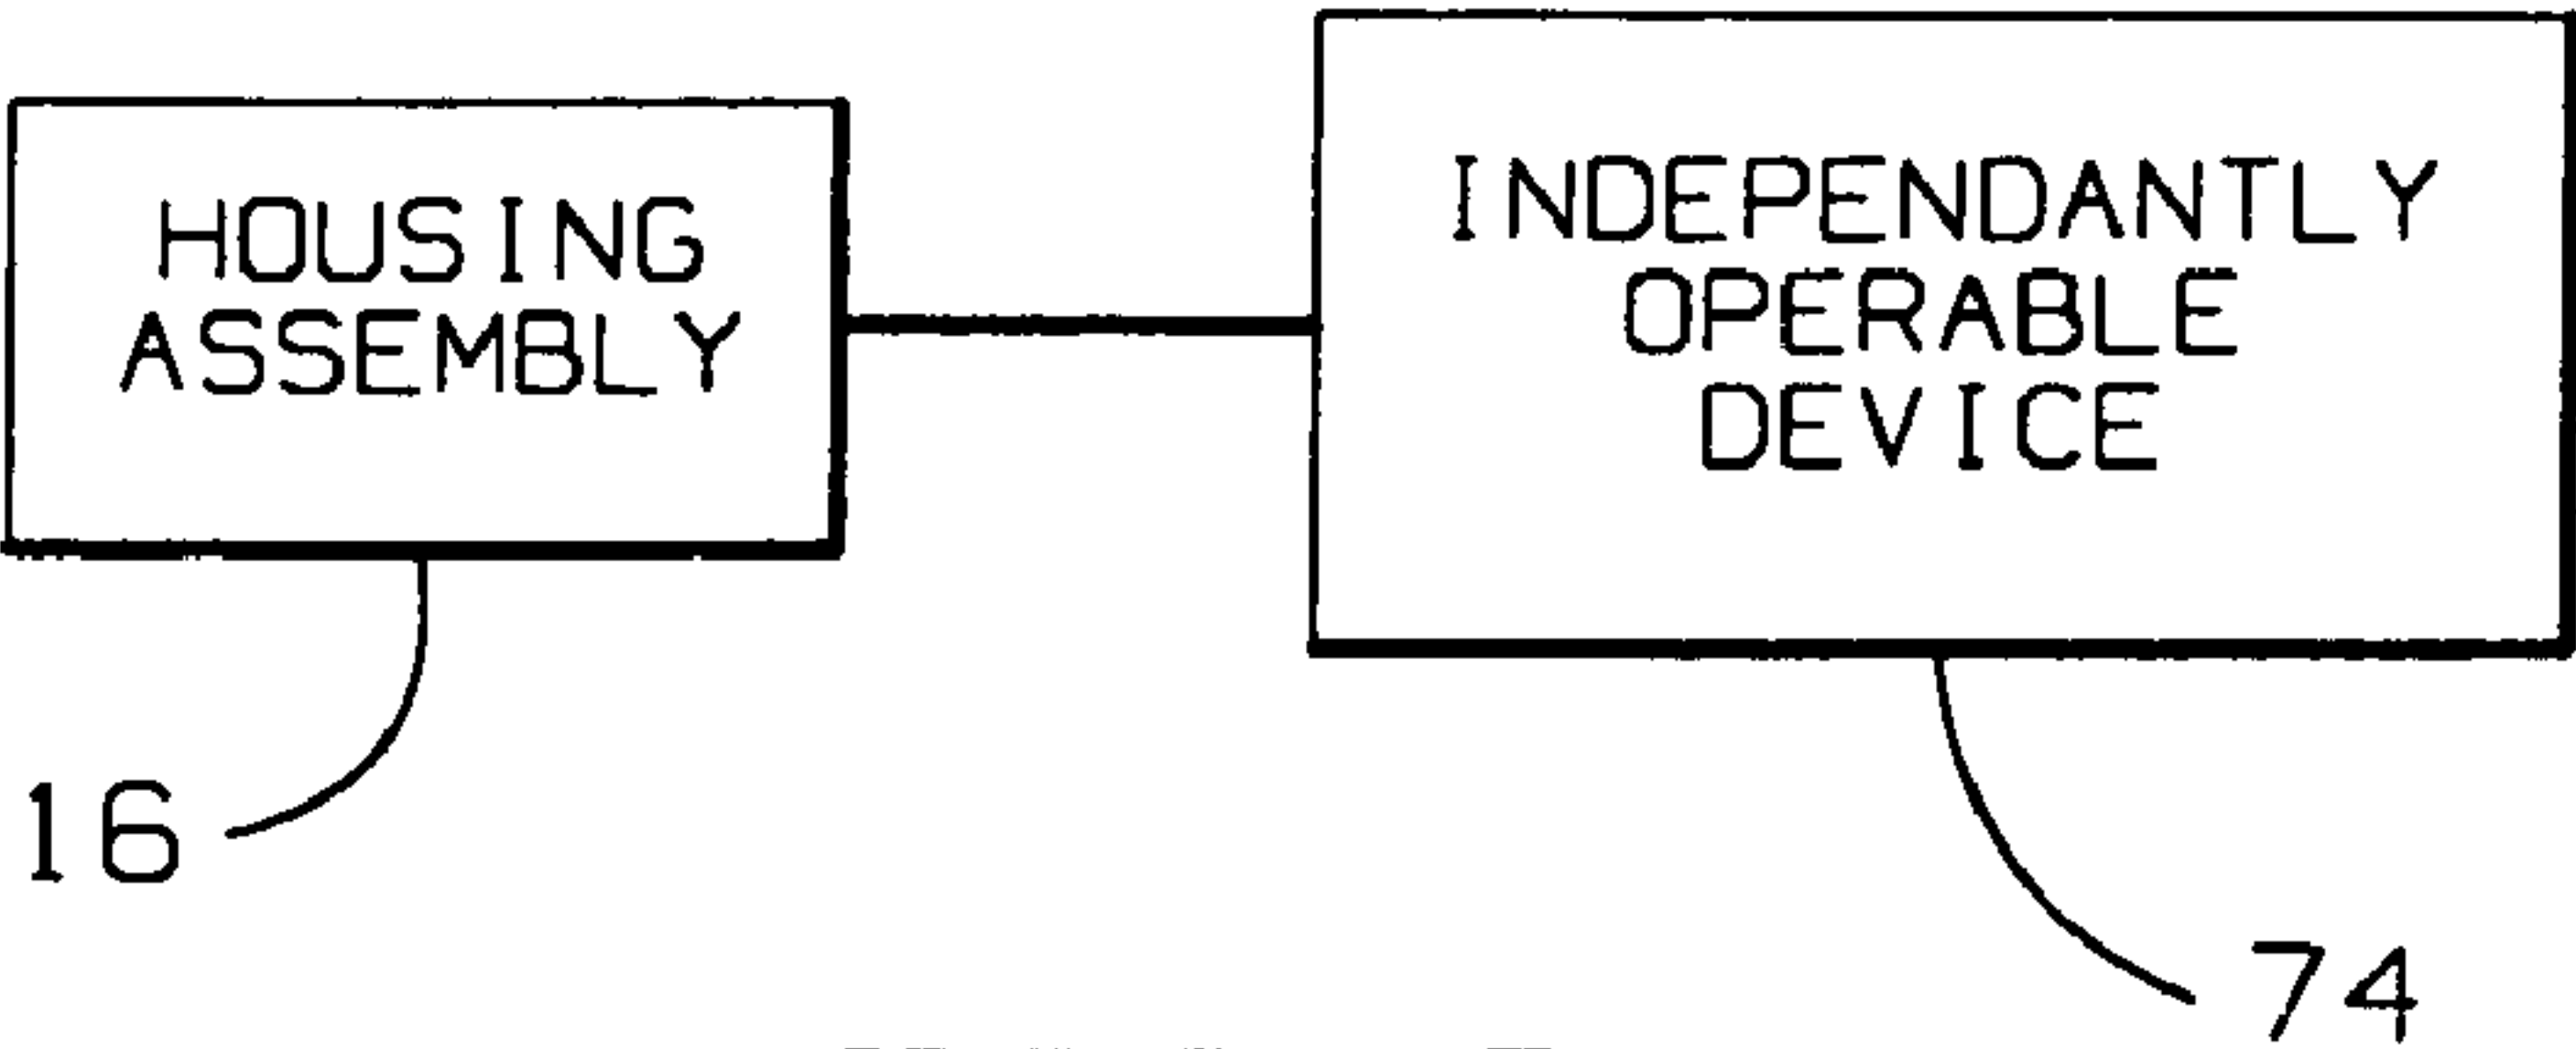 HOUSING
ASSEMBLY
INDEPENDANTLY
OPERABLE
DEVICE
16
74